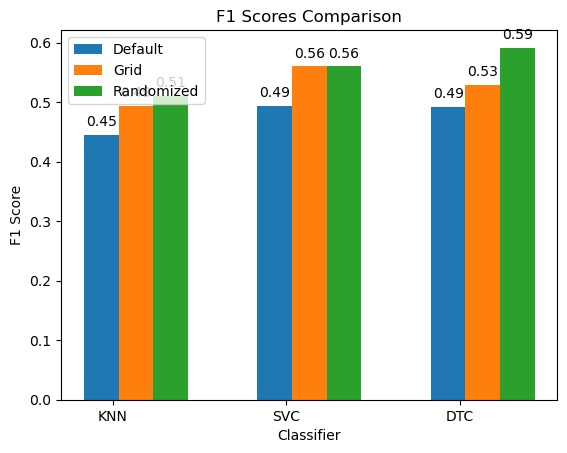 F1 Scores Comparison
Default
Grid
Randomized
0.45
0.51
0.49
0.56
0.56
0.49
0.53
0.59
F1 Score
0.6
0.5
0.4
0.3
0.2
0.1
0.0
KNN
SVC
DTC
Classifier